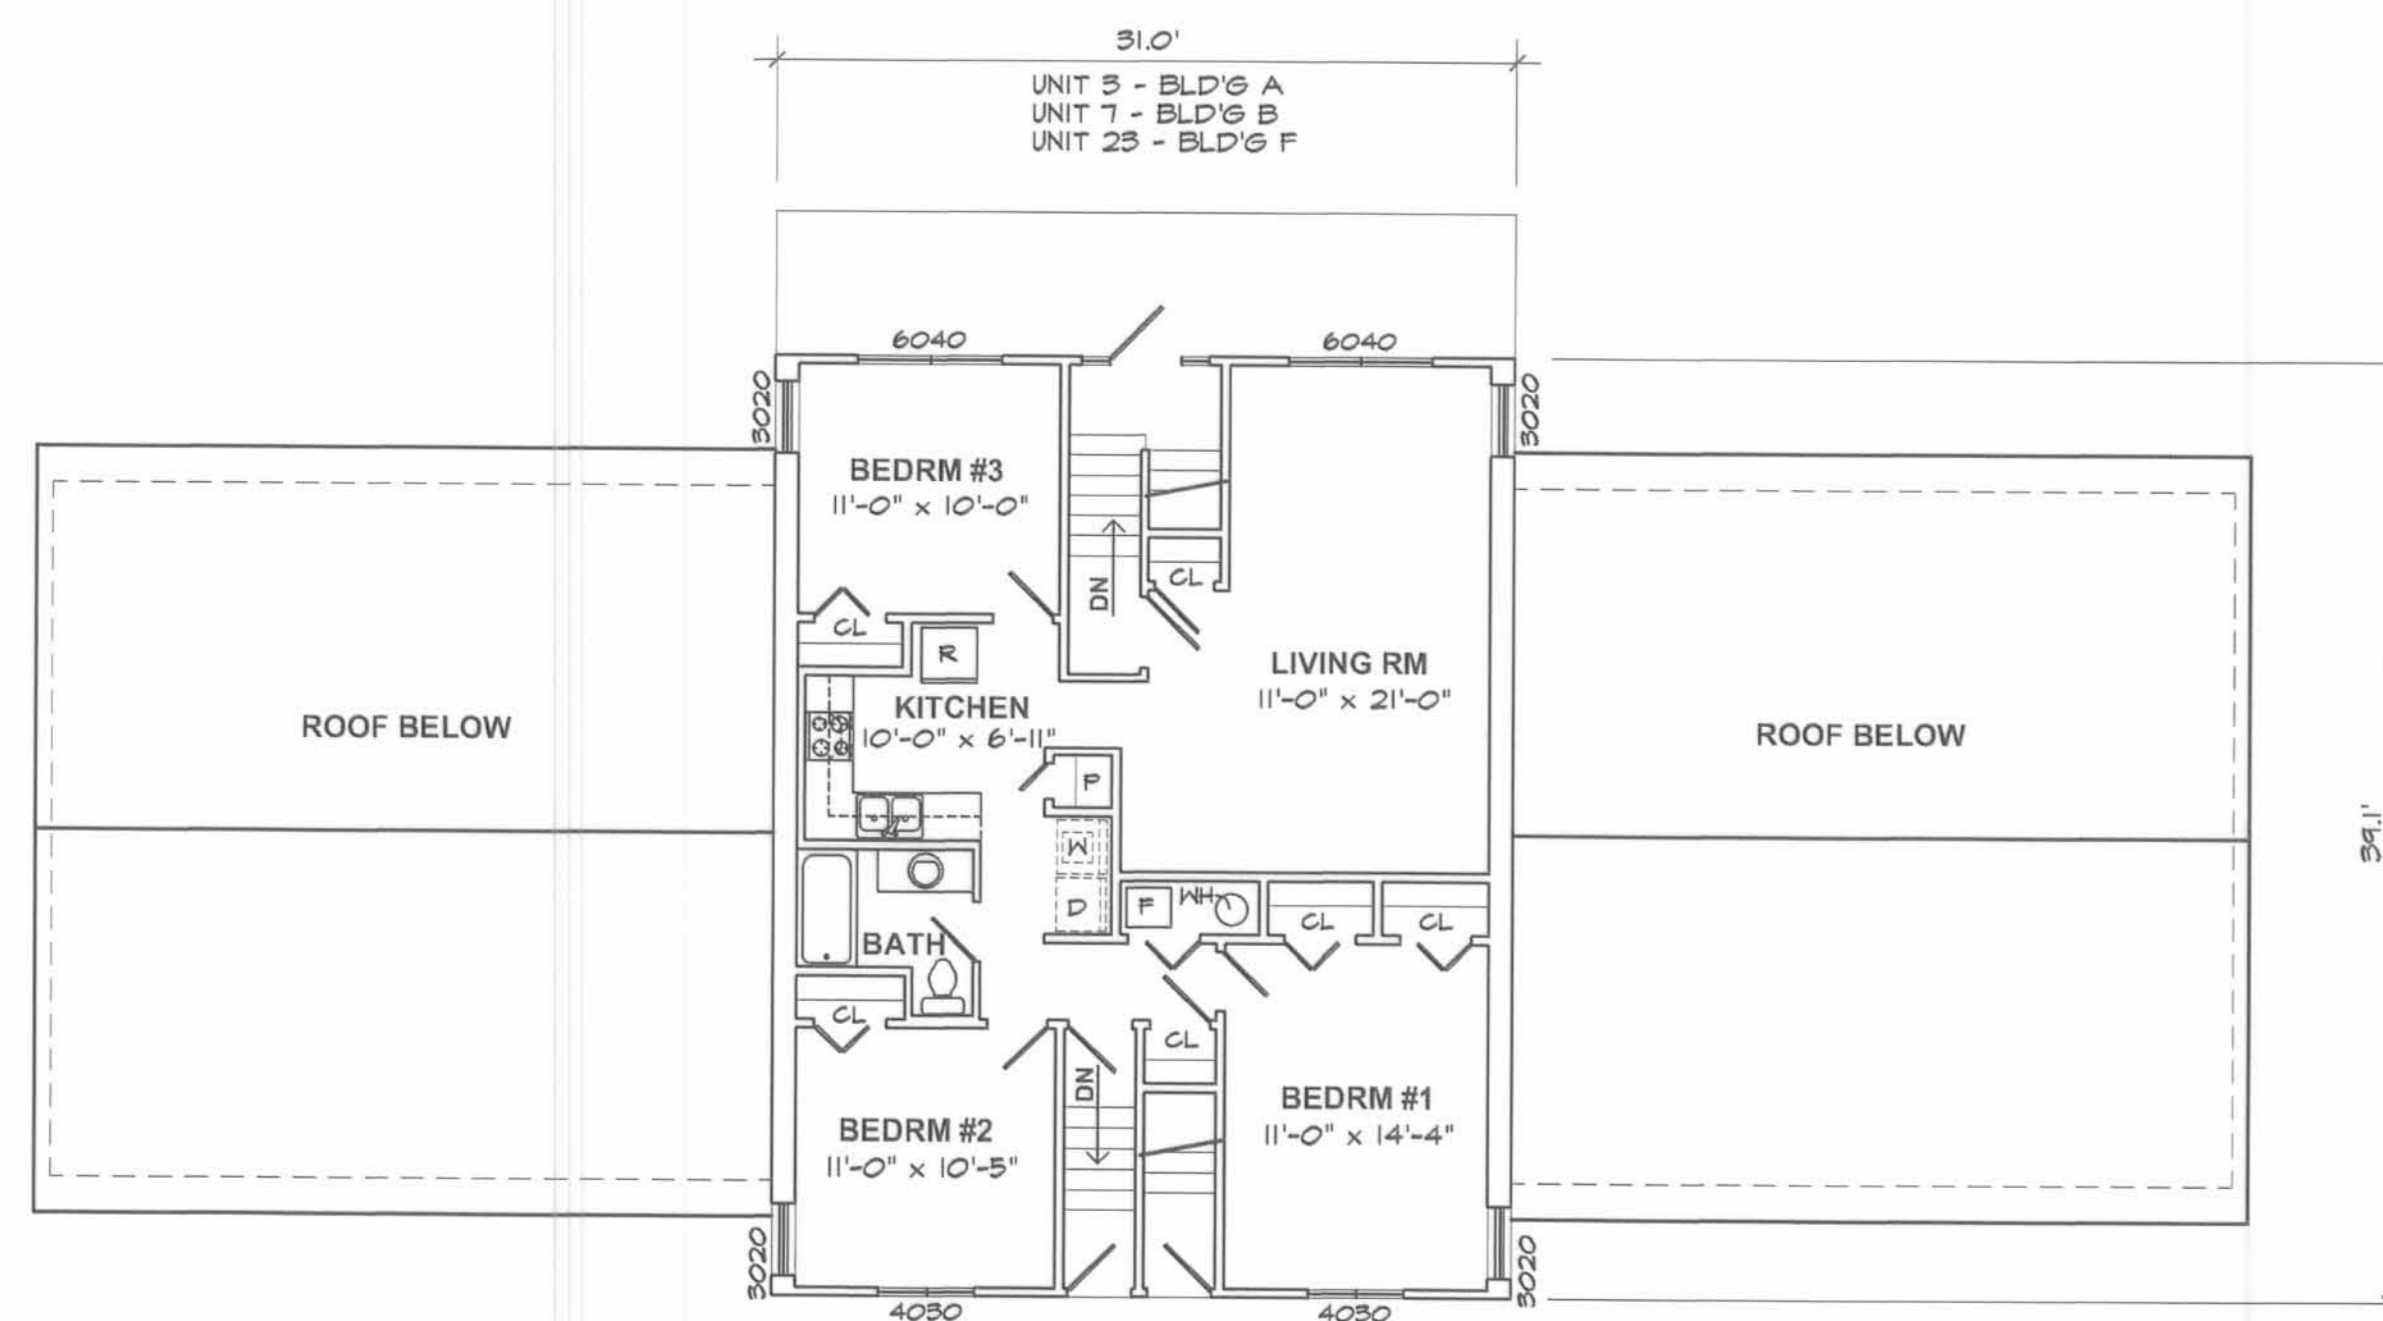 31.0'
UNIT 3 - BLD'G A
UNIT 7 - BLD'G B
UNIT 23 - BLD'G F
6040
6040
3020
3020
BEDRM #3
11'-0" x 10'-0"
DN
CL
CL
R
LIVING RM
11'-0" x 21'-0"
KITCHEN
10'-0" x 6'-11"
ROOF BELOW
ROOF BELOW
P
39.1'
W
D
F
WH
CL
CL
BATH
CL
CL
DN
BEDRM #1
11'-0" x 14'-4"
BEDRM #2
11'-0" x 10'-5"
3020
3020
4030
4030